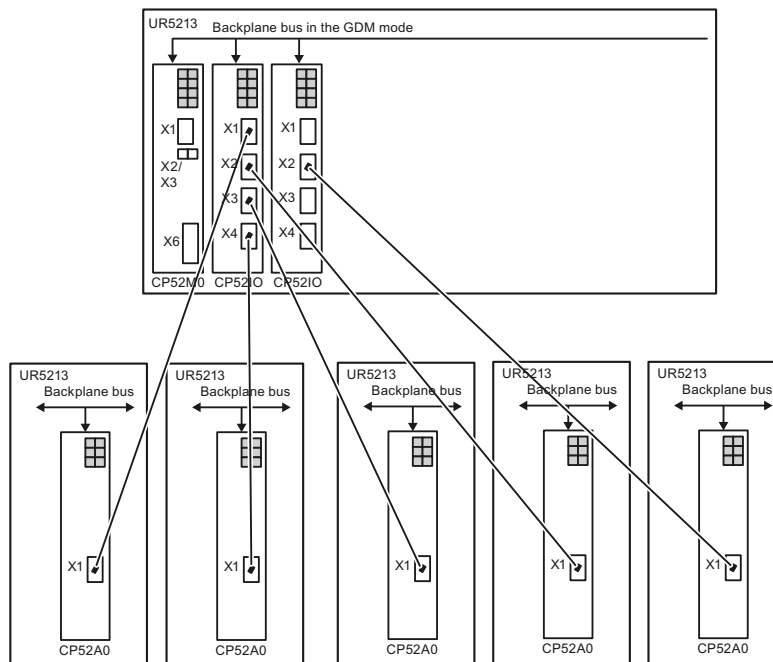 UR5213
Backplane bus in the GDM mode
X1
X2/
X3
X6
X1
X2
X3
X4
X1
X2
X3
X4
CP52M0
CP52IO
CP52IO
UR5213
Backplane bus
X1
CP52A0
UR5213
Backplane bus
X1
CP52A0
UR5213
Backplane bus
X1
CP52A0
UR5213
Backplane bus
X1
CP52A0
UR5213
Backplane bus
X1
CP52A0